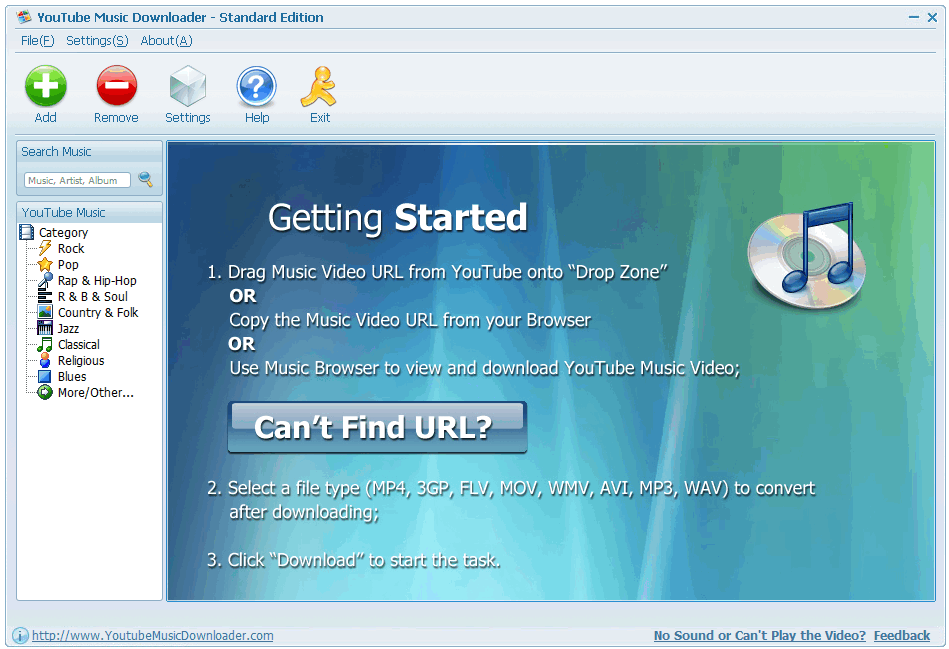 YouTube Music Downloader - Standard Edition
File(F) Settings(S) About(A)
Add Remove Settings Help Exit
Search Music
Music, Artist, Album
YouTube Music
Category
Rock
Pop
Rap & Hip-Hop
R & B & Soul
Country & Folk
Jazz
Classical
Religious
Blues
More/Other...
Getting Started
1. Drag Music Video URL from YouTube onto “Drop Zone”
OR
Copy the Music Video URL from your Browser
OR
Use Music Browser to view and download YouTube Music Video;
Can’t Find URL?
2. Select a file type (MP4, 3GP, FLV, MOV, WMV, AVI, MP3, WAV) to convert
after downloading;
3. Click “Download” to start the task.
http://www.YoutubeMusicDownloader.com
No Sound or Can't Play the Video? Feedback